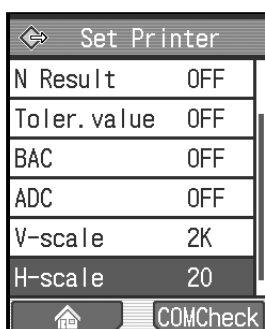 Set Printer
N Result OFF
Toler.value OFF
BAC OFF
ADC OFF
V-scale 2K
H-scale 20
COMCheck